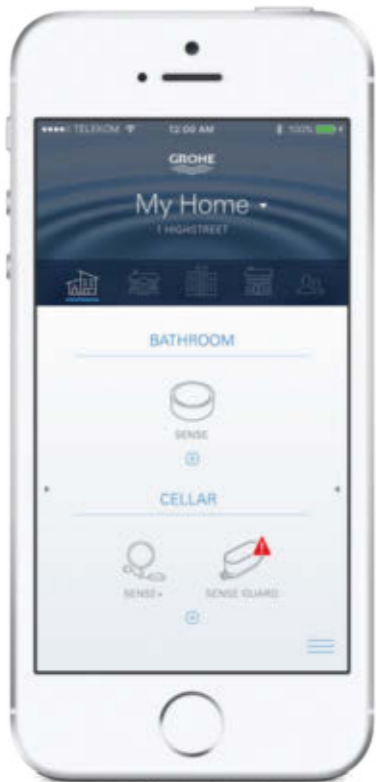 TELEKOM 12:00 AM 100%
GROHE
My Home
1 HIGHSTREET
BATHROOM
SENSE
CELLAR
SENSE+ SENSE GUARD